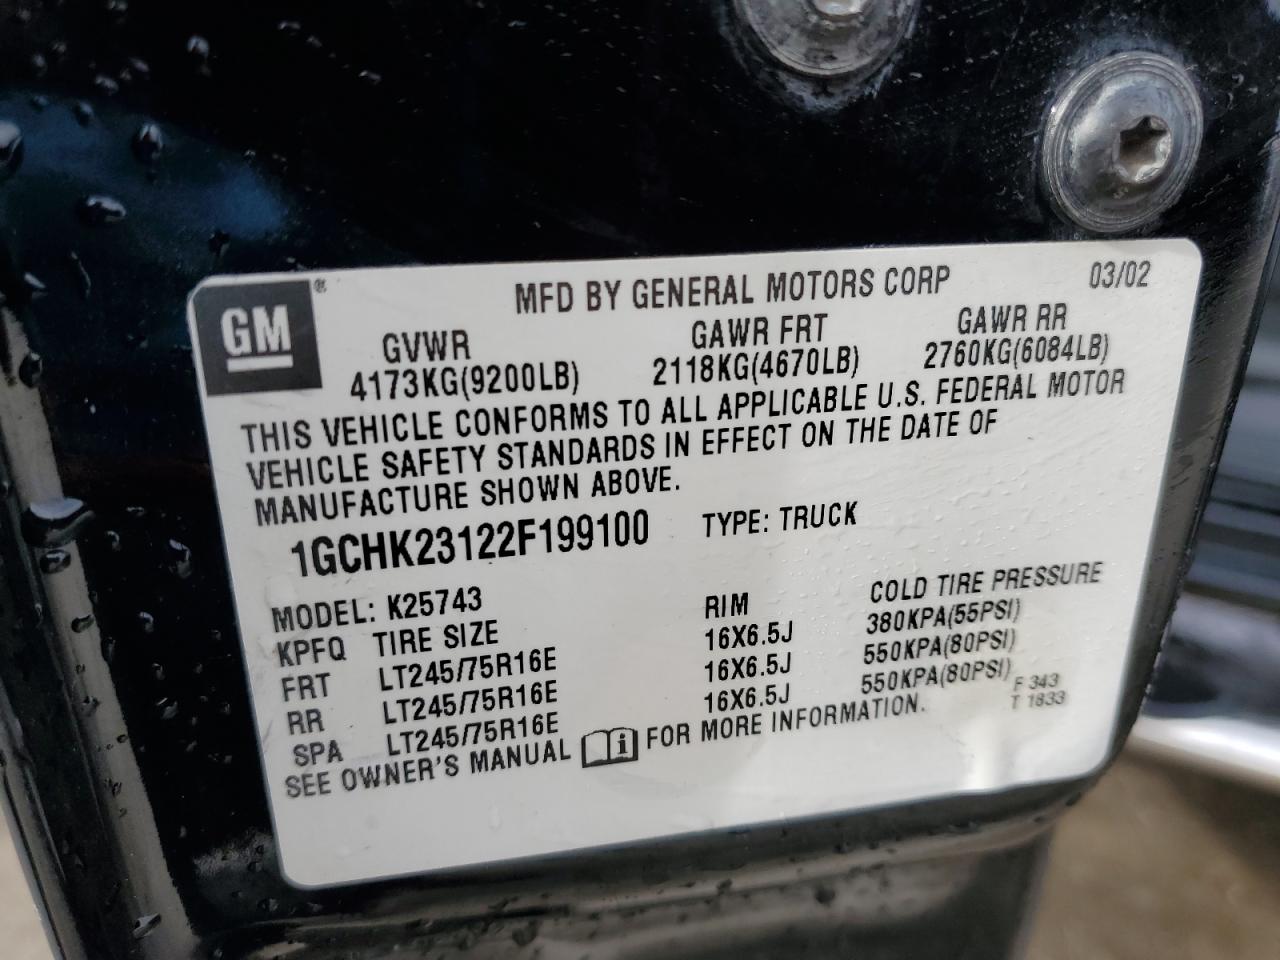 GM®
MFD BY GENERAL MOTORS CORP 03/02
GVWR GAWR FRT GAWR RR
4173KG(9200LB) 2118KG(4670LB) 2760KG(6084LB)
THIS VEHICLE CONFORMS TO ALL APPLICABLE U.S. FEDERAL MOTOR
VEHICLE SAFETY STANDARDS IN EFFECT ON THE DATE OF
MANUFACTURE SHOWN ABOVE.
1GCHK23122F199100 TYPE: TRUCK
MODEL: K25743
KPFQ TIRE SIZE RIM COLD TIRE PRESSURE
FRT LT245/75R16E 16X6.5J 380KPA(55PSI)
RR LT245/75R16E 16X6.5J 550KPA(80PSI)
SPA LT245/75R16E 16X6.5J 550KPA(80PSI)
SEE OWNER'S MANUAL i FOR MORE INFORMATION.
F 343
T 1833